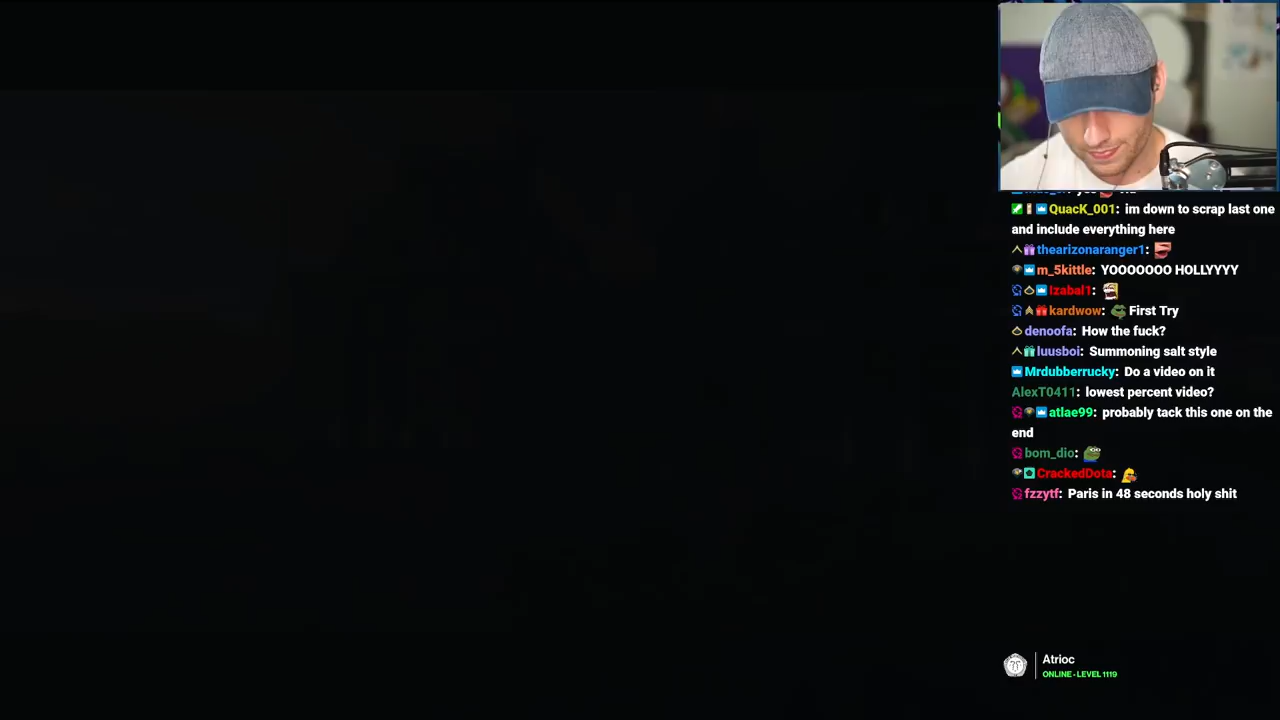 QuacK_001: im down to scrap last one
and include everything here
thearizonaranger1:
m_5kittle: YOOOOOOO HOLLYYYY
Izabal1:
kardwow: First Try
denoofa: How the fuck?
luusboi: Summoning salt style
Mrdubberrucky: Do a video on it
AlexT0411: lowest percent video?
atlae99: probably tack this one on the
end
bom_dio:
CrackedDota:
fzzytf: Paris in 48 seconds holy shit
Atrioc
ONLINE - LEVEL 1119